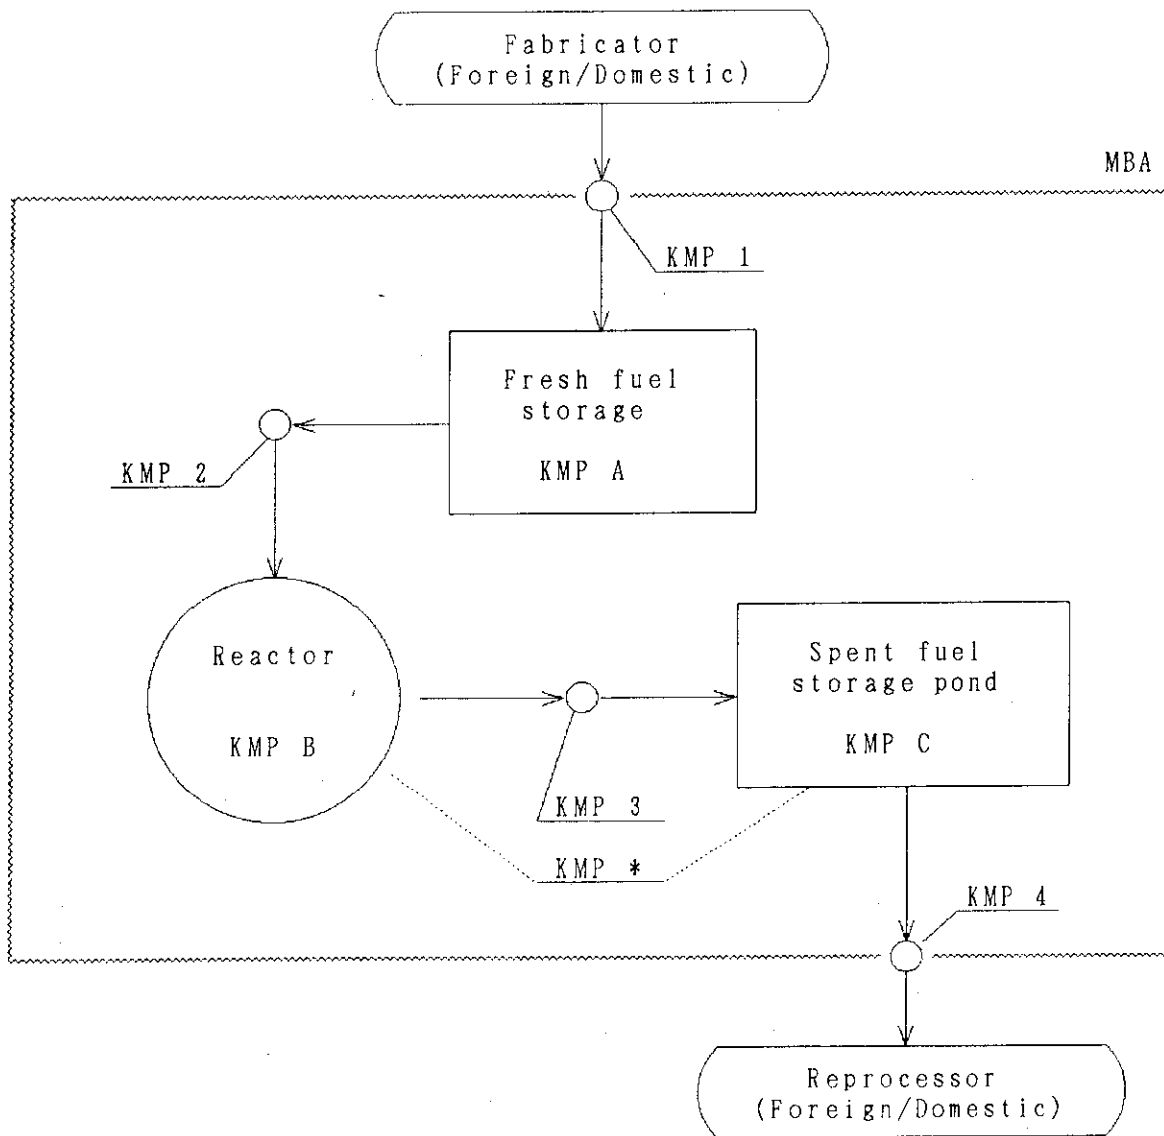 Fabricator
(Foreign/Domestic)
MBA
KMP 1
Fresh fuel
storage
KMP A
KMP 2
Reactor
KMP B
Spent fuel
storage pond
KMP C
KMP 3
KMP *
KMP 4
Reprocessor
(Foreign/Domestic)